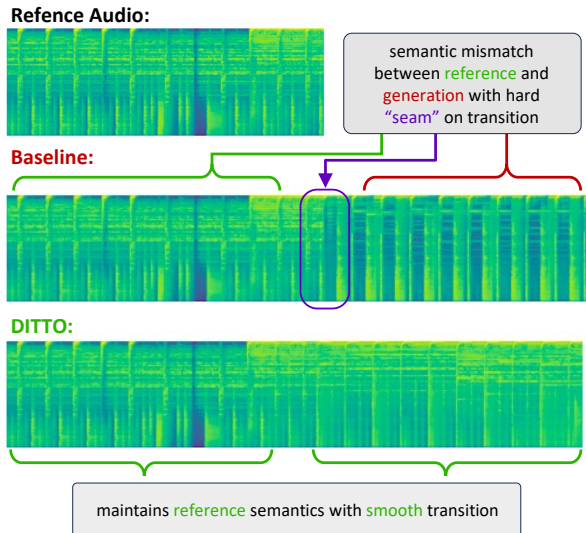 Refence Audio:
semantic mismatch
between reference and
generation with hard
“seam” on transition
Baseline:
DITTO:
maintains reference semantics with smooth transition